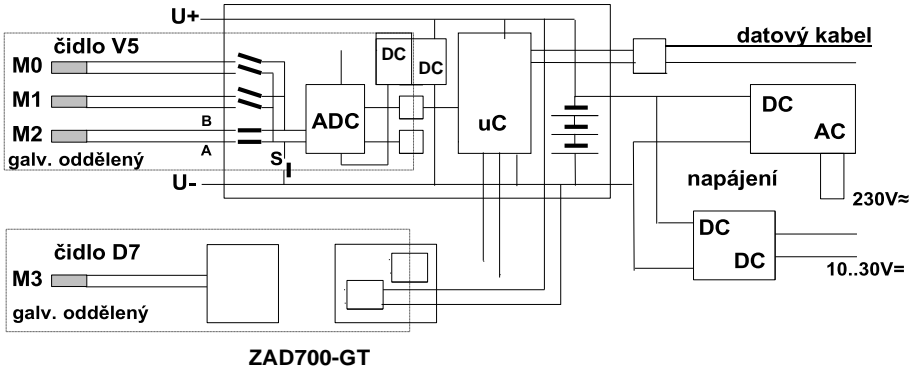 U+
čidlo V5
M0
M1
M2
B
A
galv. oddělený
S
U-
ADC
DC
DC
uC
datový kabel
DC
AC
napájení
230V≈
DC
DC
10..30V=
čidlo D7
M3
galv. oddělený
ZAD700-GT